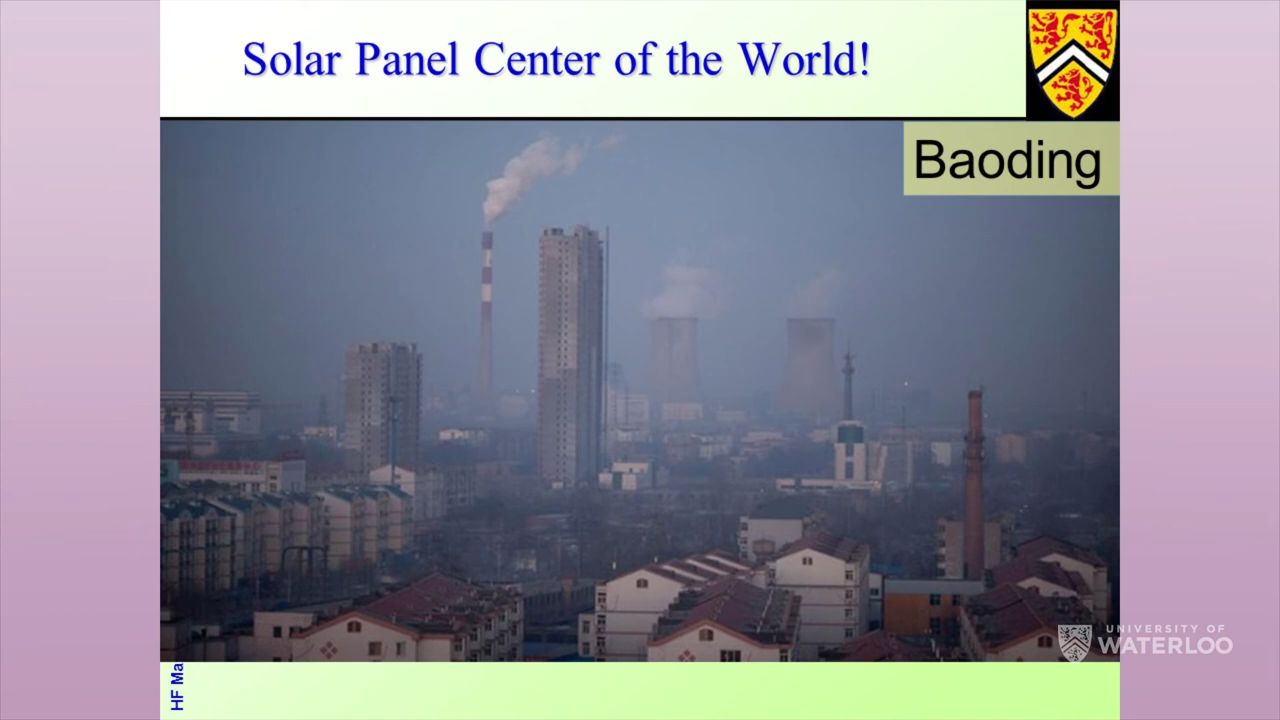 Solar Panel Center of the World!
Baoding
HF Ma
UNIVERSITY OF
WATERLOO